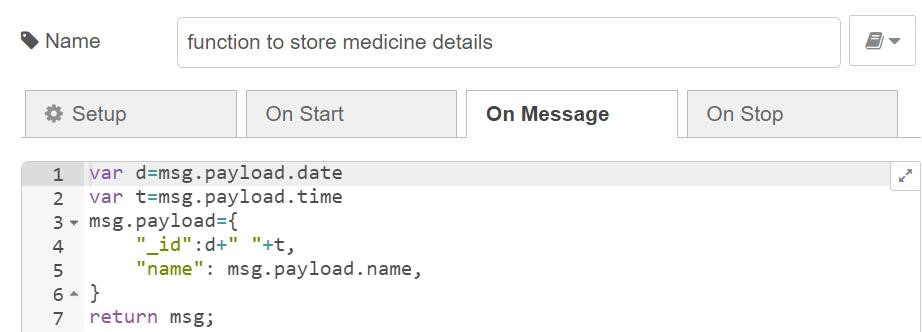 Name
function to store medicine details
Setup
On Start
On Message
On Stop
1 var d=msg.payload.date
2 var t=msg.payload.time
3 msg.payload={
4     "_id":d+" "+t,
5     "name": msg.payload.name,
6 }
7 return msg;